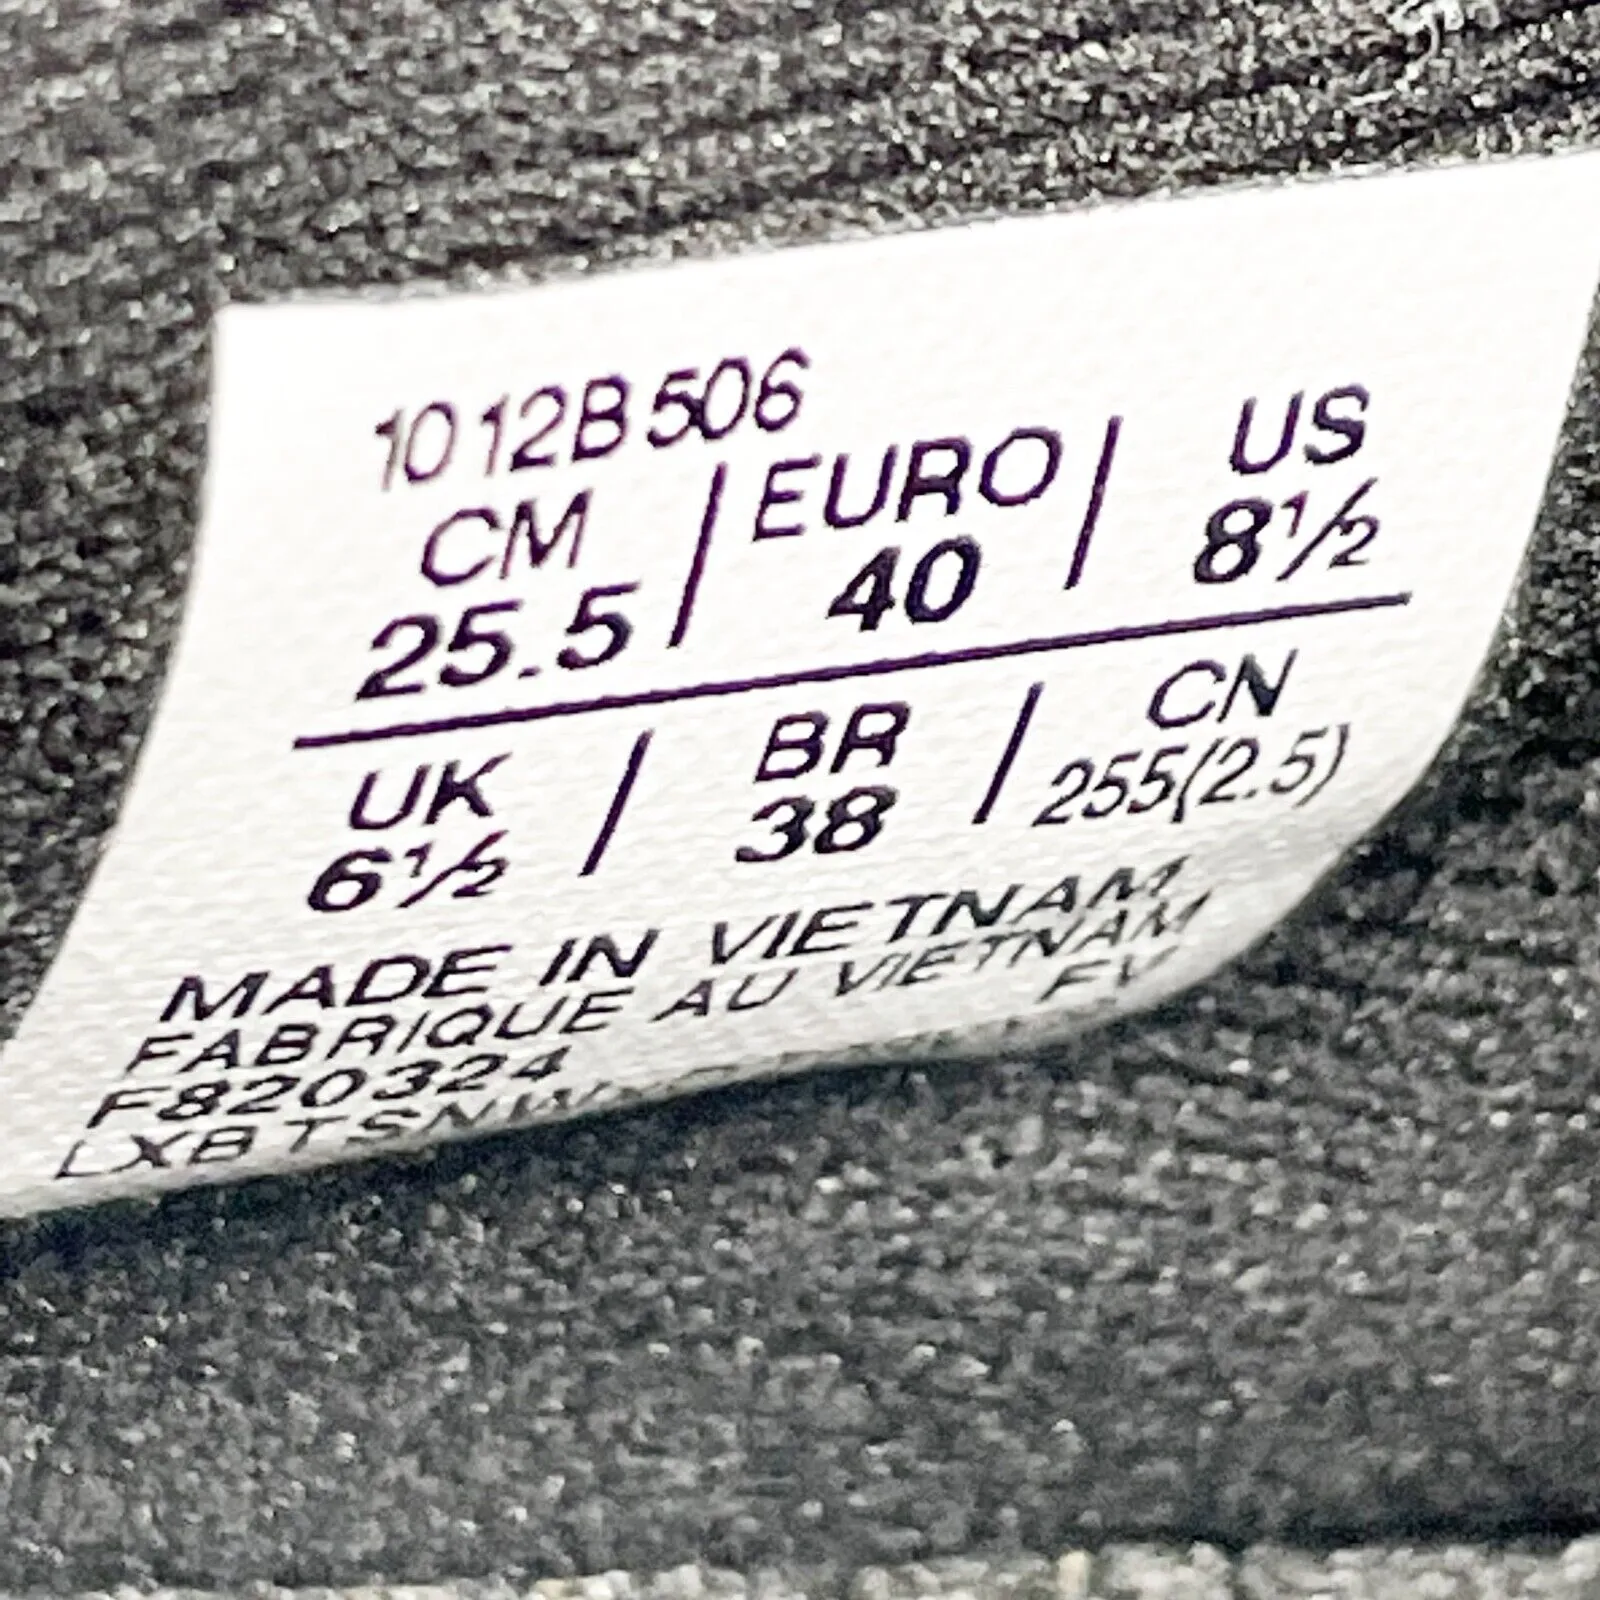 1012B506
CM | EURO | US
25.5 | 40 | 8½
UK | BR | CN
6½ | 38 | 255(2.5)
MADE IN VIETNAM
FABRIQUE AU VIETNAM
F820324 FV